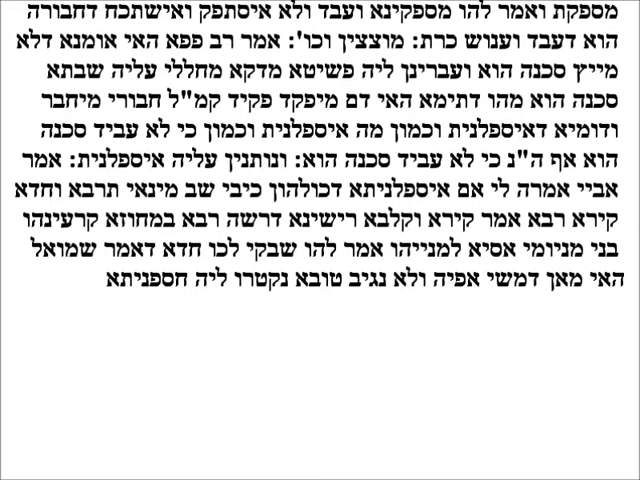 מספקת ואמר להו מספקינא ועבד ולא איסתפק ואישתכח דחבורה
הוא דעבד וענוש כרת: מוצצין וכו': אמר רב פפא האי אומנא דלא
מייץ סכנה הוא ועברינן ליה פשיטא מדקא מחללי עליה שבתא
סכנה הוא מהו דתימא האי דם מיפקד פקיד קמ"ל חבורי מיחבר
ודומיא דאיספלנית וכמון מה איספלנית וכמון כי לא עביד סכנה
הוא אף ה"נ כי לא עביד סכנה הוא: ונותנין עליה איספלנית: אמר
אביי אמרה לי אם איספלניתא דכולהון כיבי שב מינאי תרבא וחדא
קירא רבא אמר קירא וקלבא רישינא דרשה רבא במחוזא קרעינהו
בני מניומי אסיא למנייהו אמר להו שבקי לכו חדא דאמר שמואל
האי מאן דמשי אפיה ולא נגיב טובא נקטרו ליה חספניתא